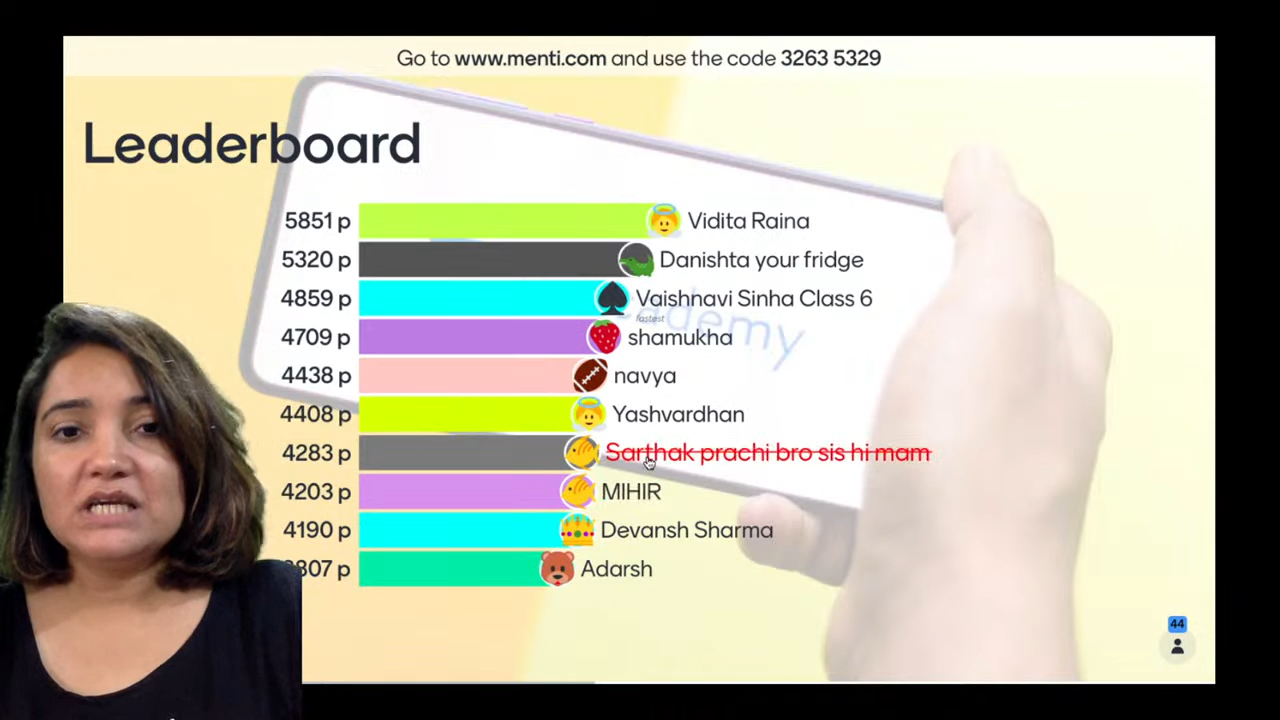 Go to www.menti.com and use the code 3263 5329
Leaderboard
5851 p Vidita Raina
5320 p Danishta your fridge
4859 p Vaishnavi Sinha Class 6
fastest
4709 p shamukha
4438 p navya
4408 p Yashvardhan
4283 p Sarthak prachi bro sis hi mam
4203 p MIHIR
4190 p Devansh Sharma
807 p Adarsh
44